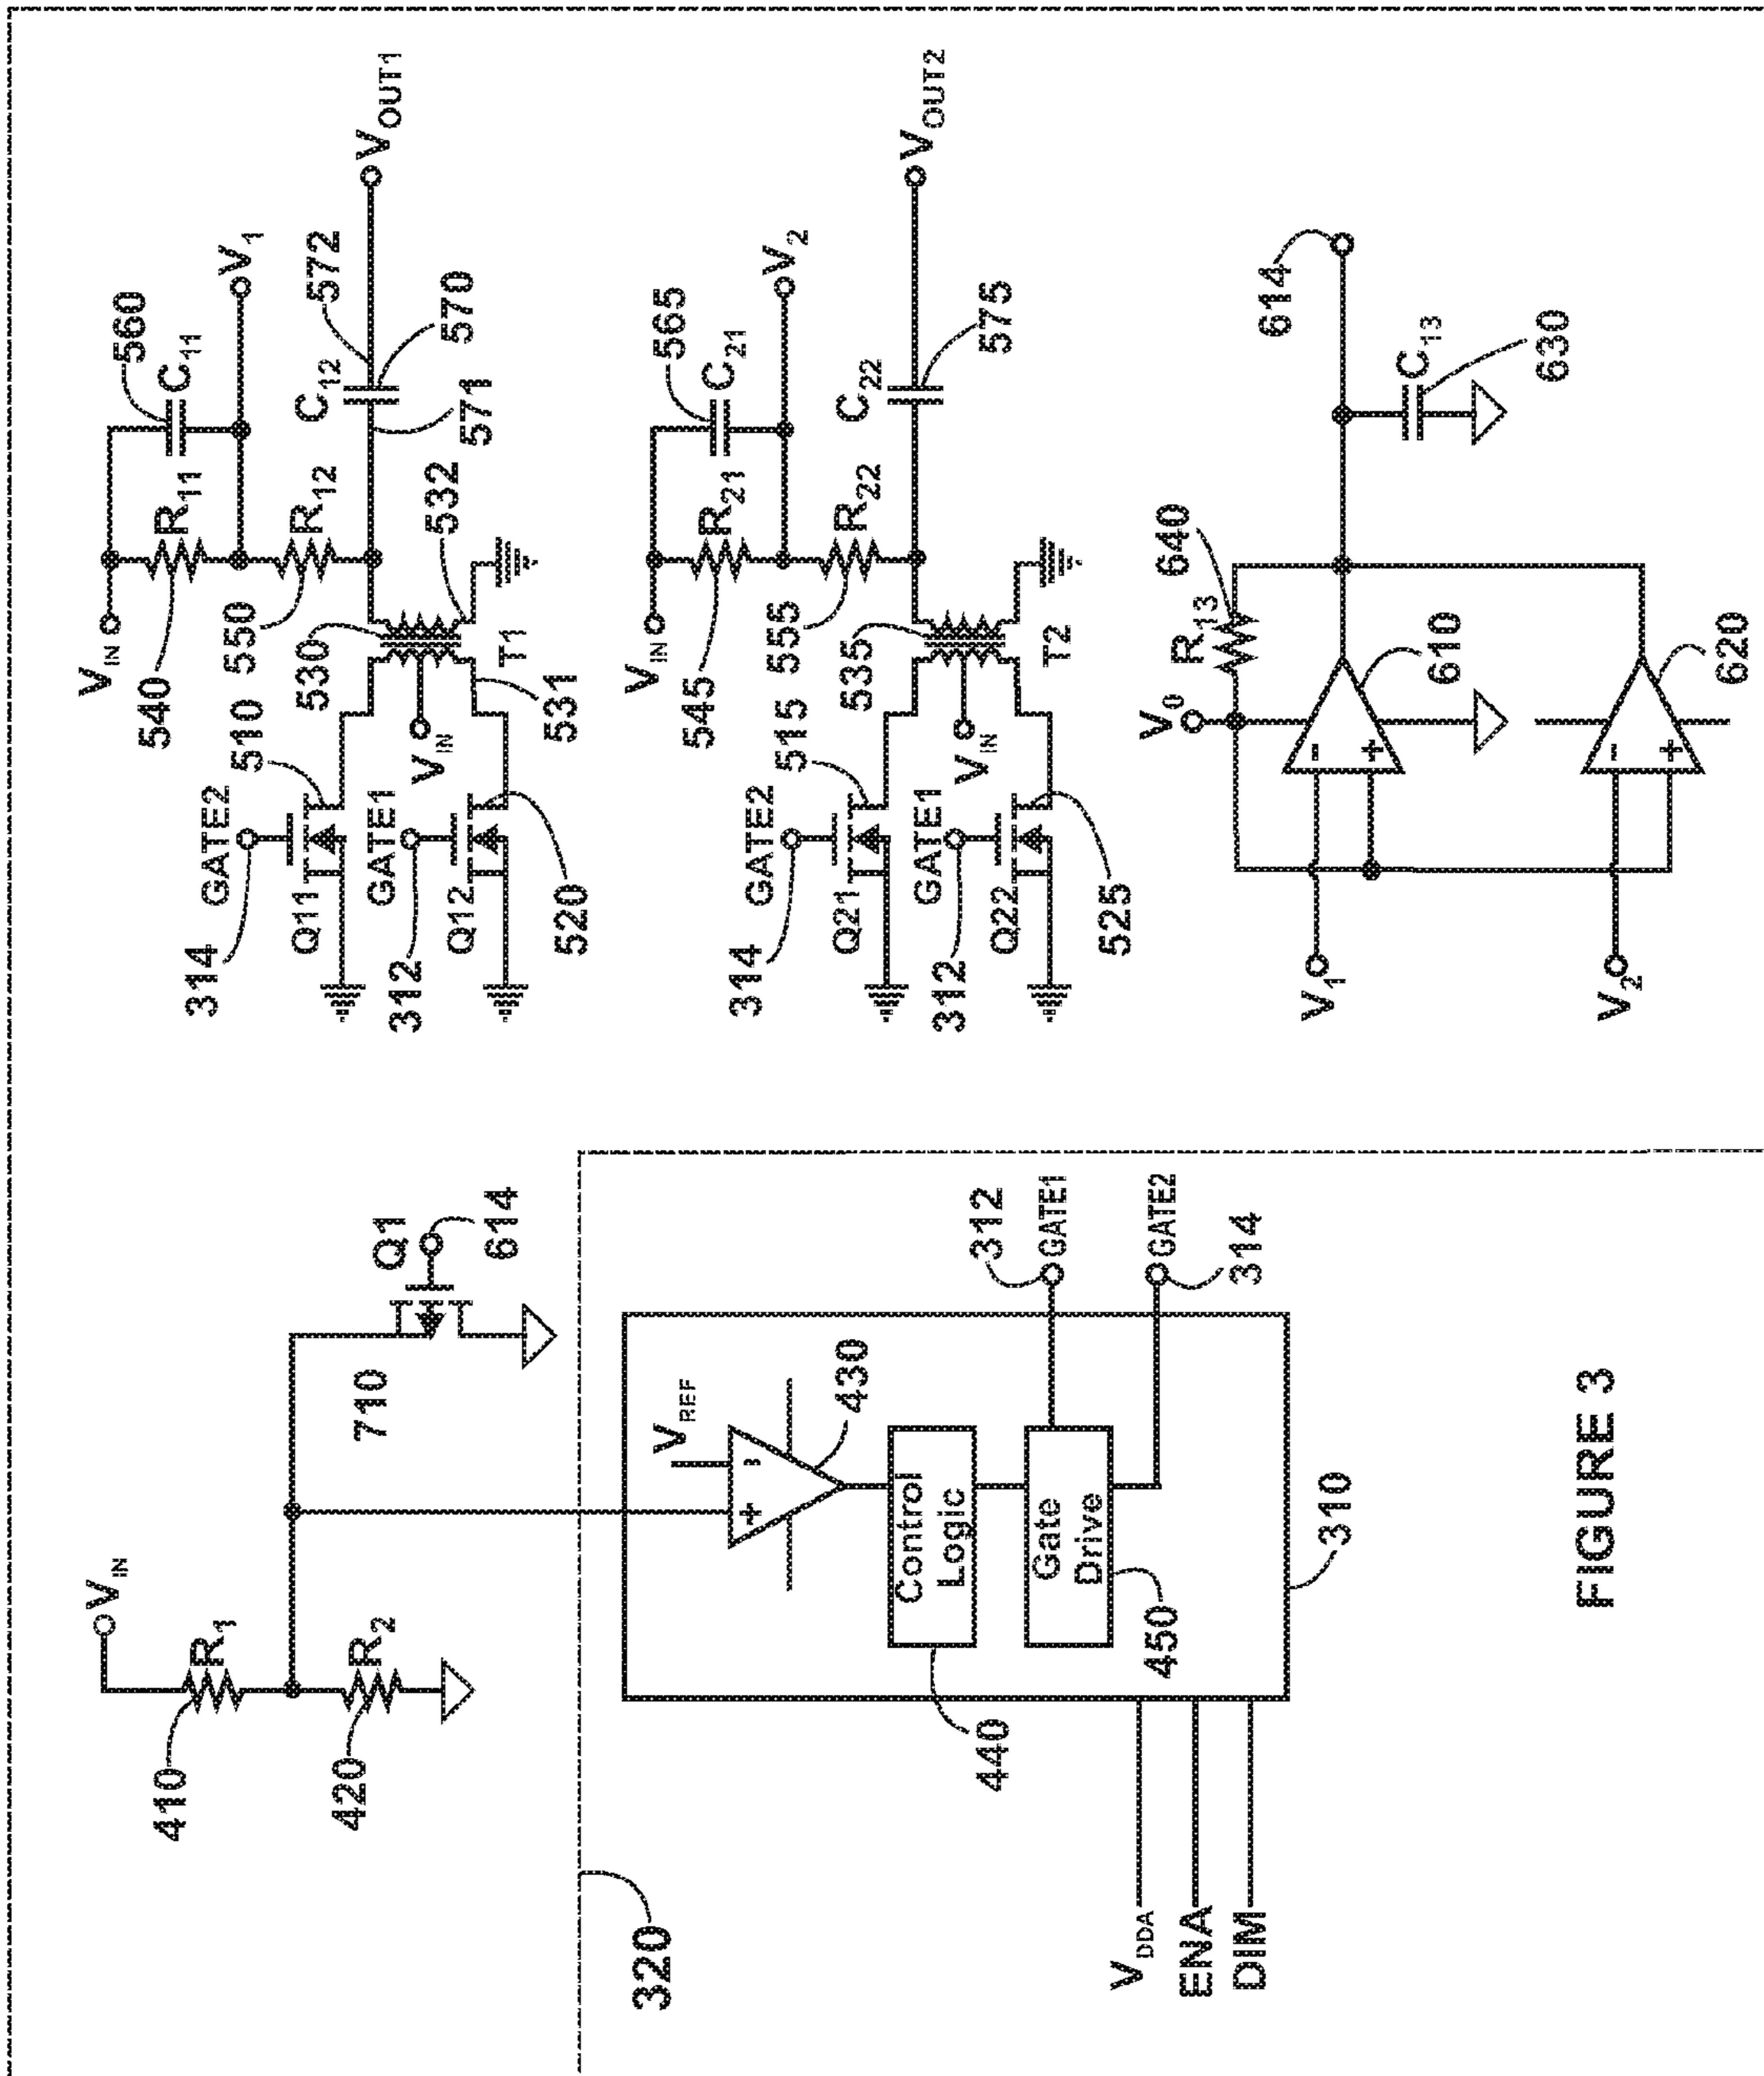 V_IN
410
R_1
420
R_2
710
Q1
614
320
V_REF
+
-
430
Control
Logic
440
Gate
Drive
450
312
GATE1
GATE2
314
310
V_DDA
ENA
DIM
V_IN
540
R_11
560
C_11
V_1
550
R_12
C_12
572
V_OUT1
570
571
GATE2
510
530
314
Q11
GATE1
V_IN
T1
532
531
312
Q12
520
V_IN
545
R_21
565
C_21
V_2
555
R_22
C_22
V_OUT2
575
GATE2
515
535
314
Q21
GATE1
V_IN
T2
312
Q22
525
V_0
R_13
640
614
V_1
-
+
610
C_13
630
V_2
-
+
620
FIGURE 3